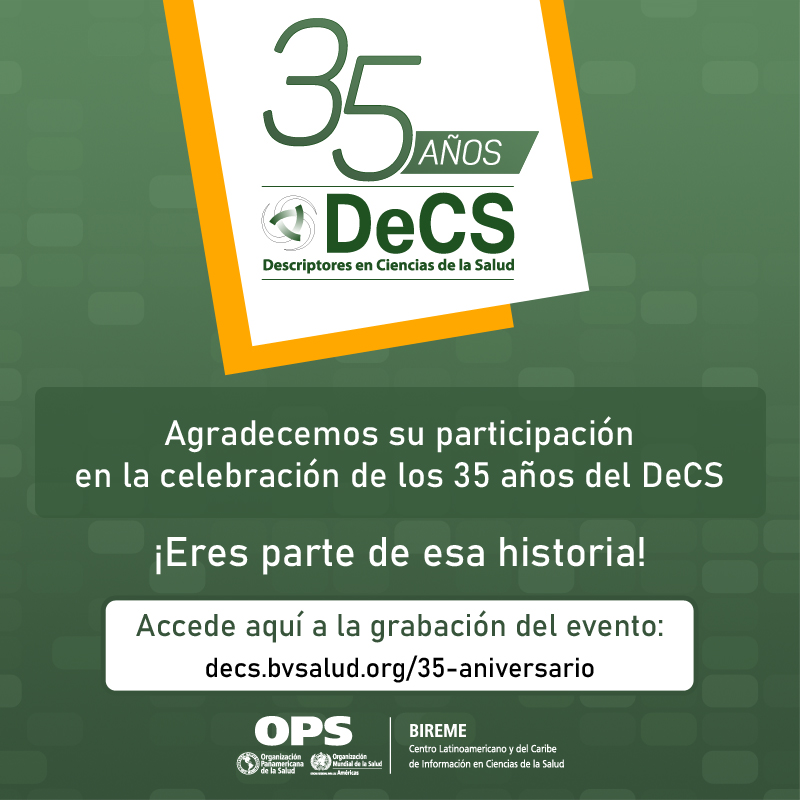 35
AÑOS
DeCS
Descriptores en Ciencias de la Salud
Agradecemos su participación
en la celebración de los 35 años del DeCS
¡Eres parte de esa historia!
Accede aquí a la grabación del evento:
decs.bvsalud.org/35-aniversario
OPS
Organización
Panamericana
de la Salud
Organización
Mundial de la Salud
Américas
BIREME
Centro Latinoamericano y del Caribe
de Información en Ciencias de la Salud